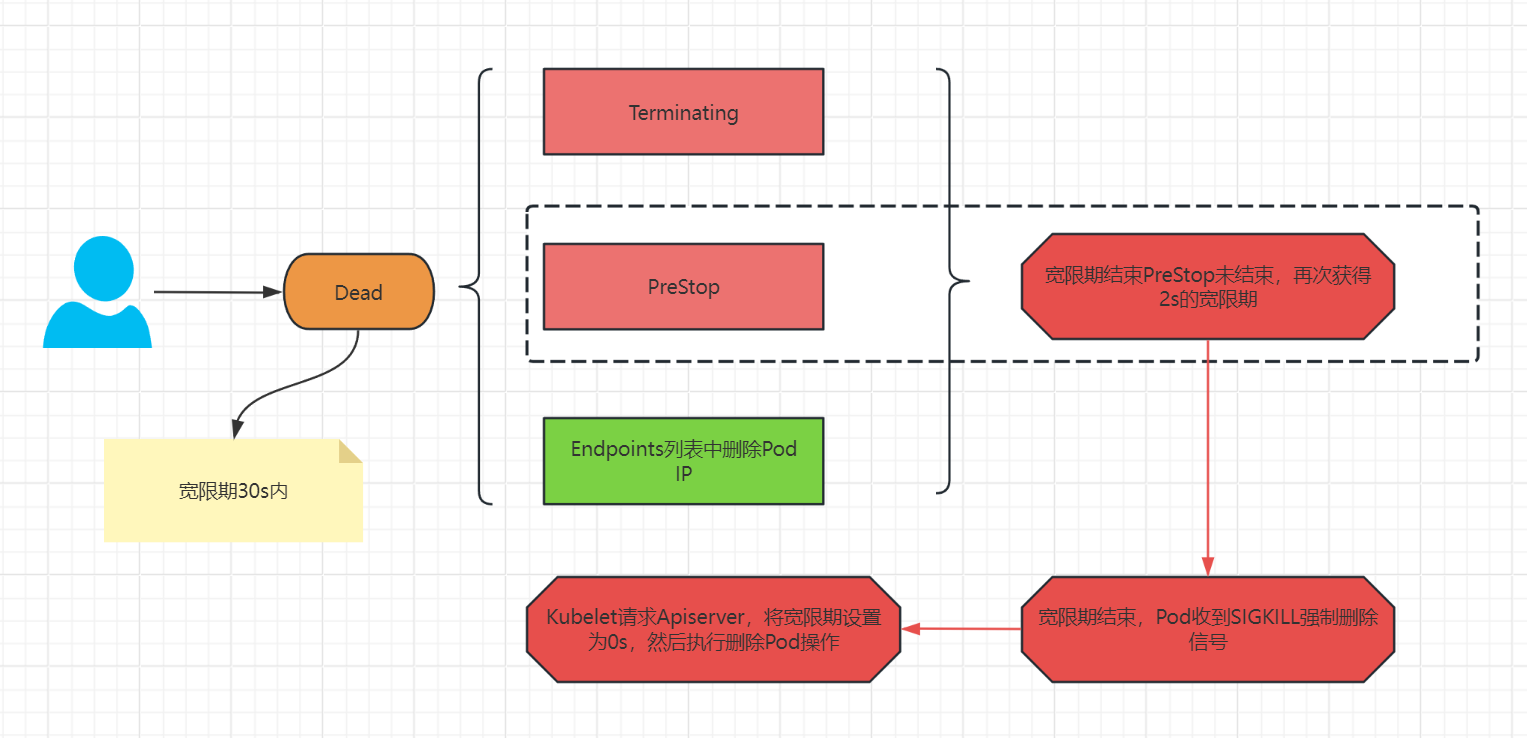 Terminating
Dead
PreStop
宽限期结束PreStop未结束，再次获得
2s的宽限期
宽限期30s内
Endpoints列表中删除Pod
IP
宽限期结束，Pod收到SIGKILL强制删除
信号
Kubelet请求Apiserver，将宽限期设置
为0s，然后执行删除Pod操作